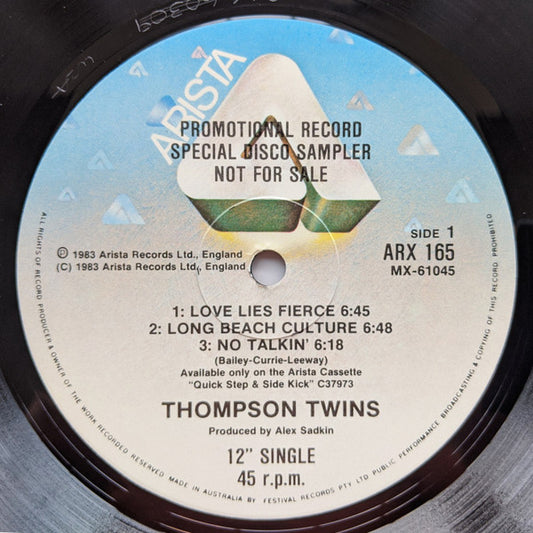 ARISTA
PROMOTIONAL RECORD
SPECIAL DISCO SAMPLER
NOT FOR SALE
SIDE 1
ARX 165
MX-61045
Ⓟ 1983 Arista Records Ltd., England
(C) 1983 Arista Records Ltd., England
1: LOVE LIES FIERCE 6:45
2: LONG BEACH CULTURE 6:48
3: NO TALKIN' 6:18
(Bailey-Currie-Leeway)
Available only on the Arista Cassette
"Quick Step & Side Kick" C37973
THOMPSON TWINS
Produced by Alex Sadkin
12" SINGLE
45 r.p.m.
ALL RIGHTS OF RECORD PRODUCER & OWNER OF THE WORK RECORDED RESERVED MADE IN AUSTRALIA BY FESTIVAL RECORDS PTY LTD PUBLIC PERFORMANCE BROADCASTING & COPYING OF THIS RECORD PROHIBITED